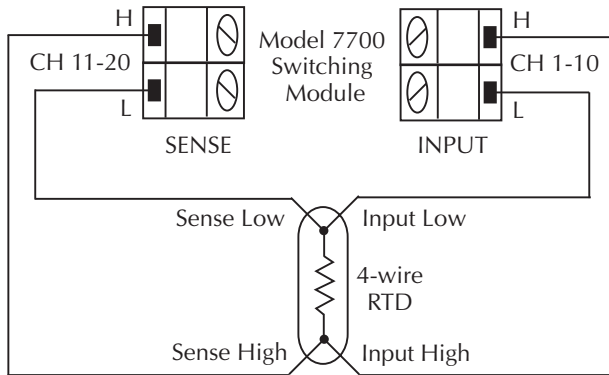 H
CH 11-20
L
SENSE
Model 7700
Switching
Module
H
CH 1-10
L
INPUT
Sense Low
Input Low
4-wire
RTD
Sense High
Input High